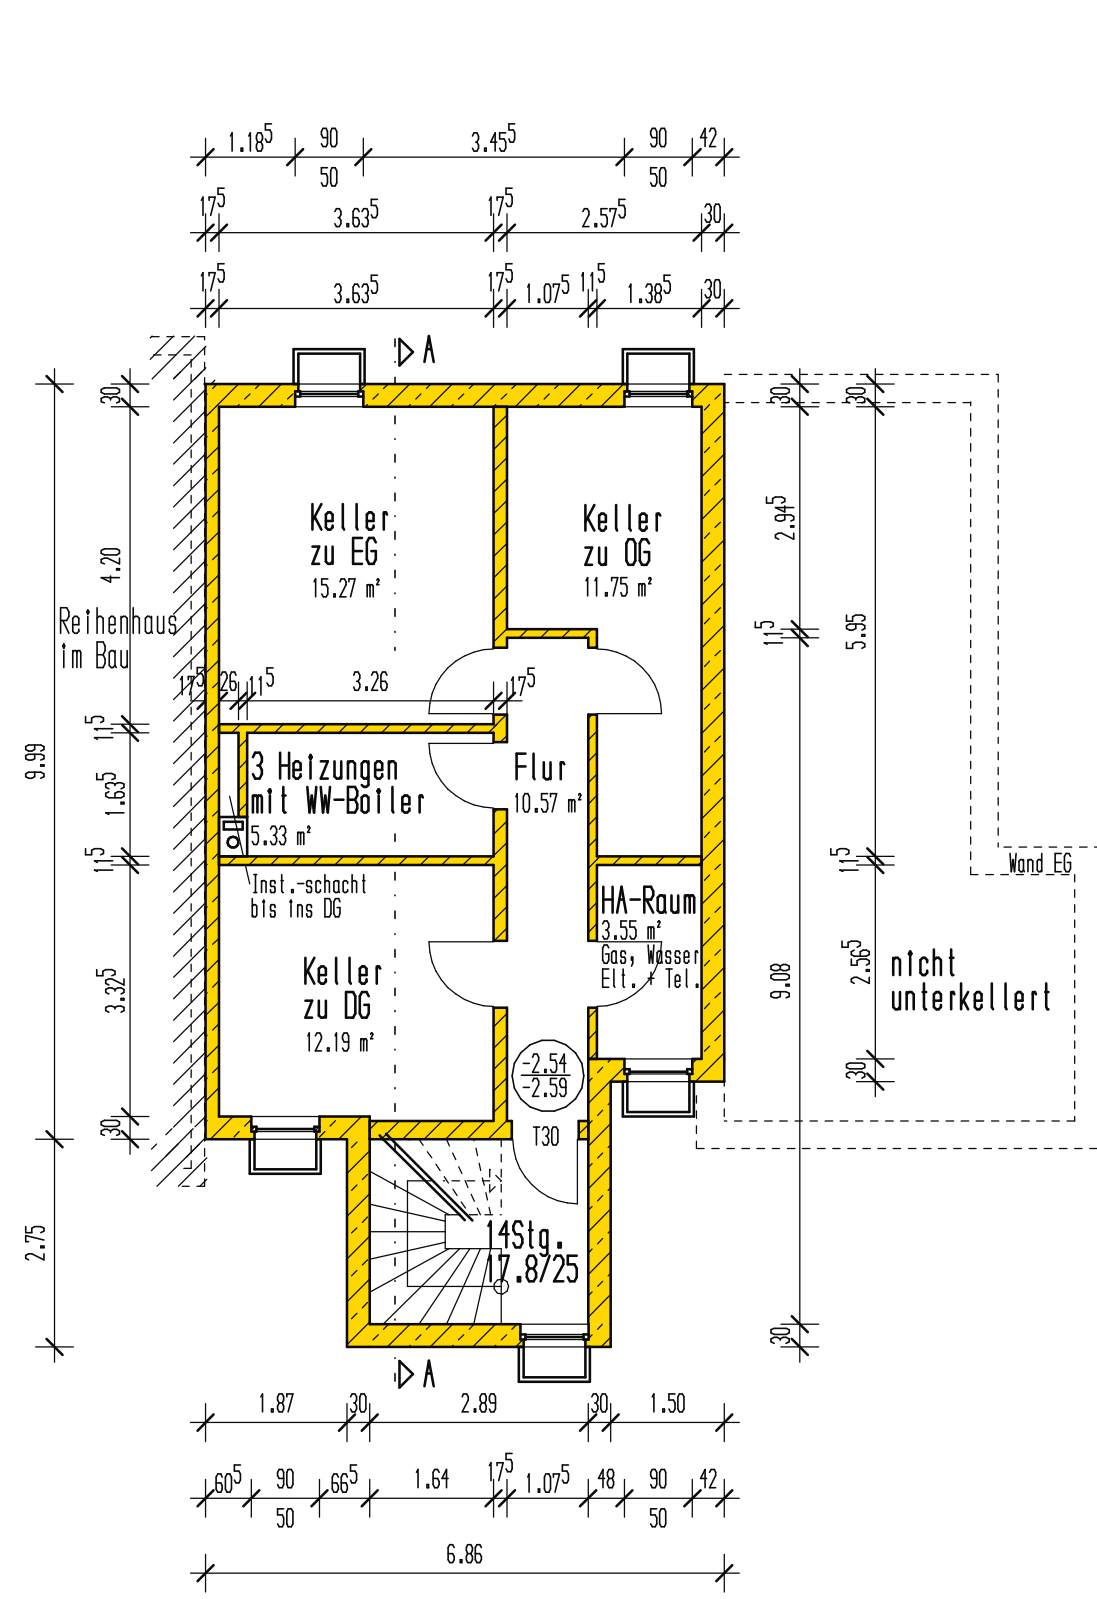 1.18⁵ 90 3.45⁵ 90 42
50 50
17⁵ 3.63⁵ 17⁵ 2.57⁵ 30
17⁵ 3.63⁵ 17⁵ 1.07⁵ 11⁵ 1.38⁵ 30
A
30
4.20
11⁵
1.63⁵
11⁵
3.32⁵
30
9.99
2.75
Reihenhaus
im Bau
Keller
zu EG
15.27 m²
Keller
zu OG
11.75 m²
17⁵ 26 11⁵ 3.26 17⁵
3 Heizungen
mit WW-Boiler
5.33 m²
Flur
10.57 m²
Inst.-schacht
bis ins DG
HA-Raum
3.55 m²
Gas, Wasser
Elt. + Tel.
Keller
zu DG
12.19 m²
-2.54
-2.59
T30
14Stg.
17.8/25
30
2.94⁵
11⁵
9.08
30
30
5.95
11⁵
2.56⁵
30
Wand EG
nicht
unterkellert
A
1.87 30 2.89 30 1.50
60⁵ 90 66⁵ 1.64 17⁵ 1.07⁵ 48 90 42
50 50
6.86